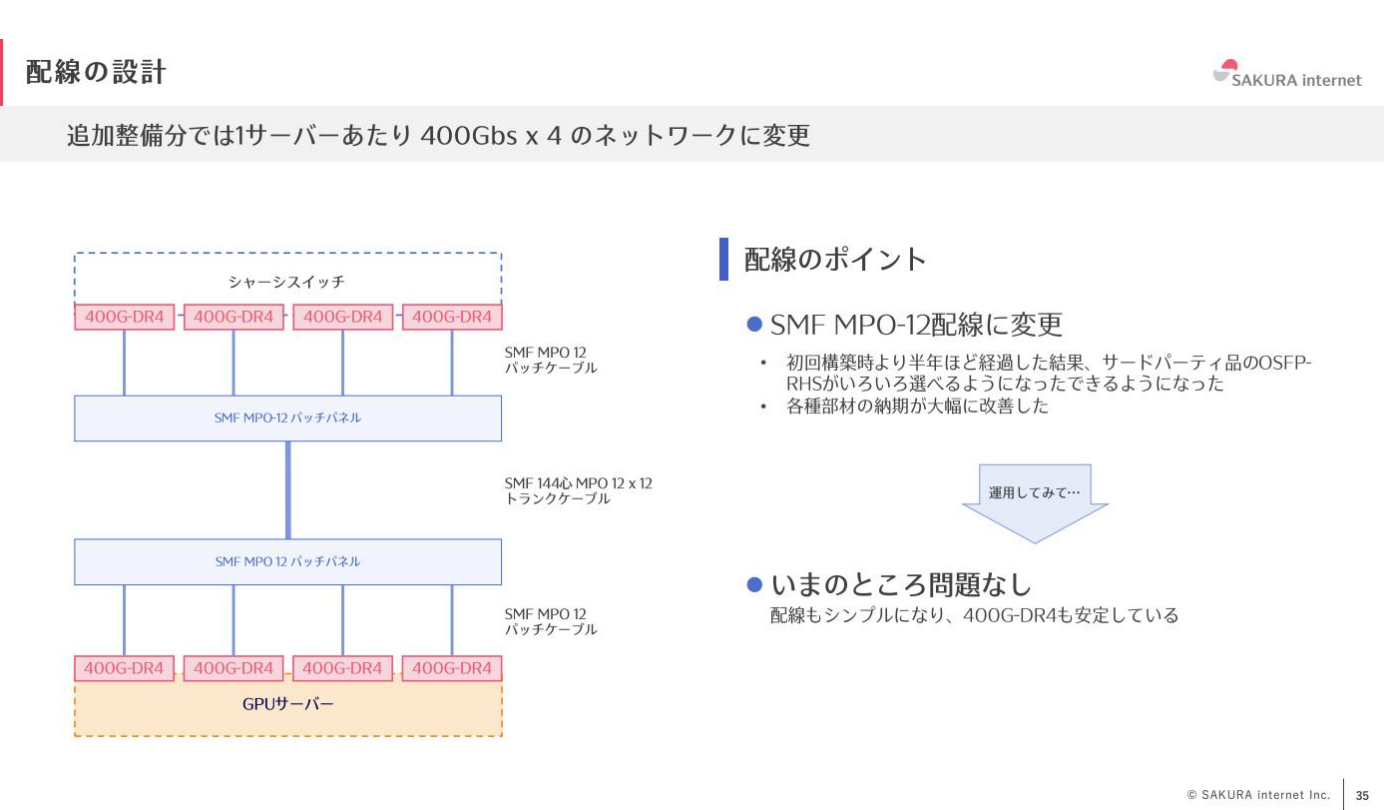 配線の設計
SAKURA internet
追加整備分では1サーバーあたり 400Gbs x 4 のネットワークに変更
シャーシスイッチ
400G-DR4 400G-DR4 400G-DR4 400G-DR4
SMF MPO 12
パッチケーブル
SMF MPO-12 パッチパネル
SMF 144心 MPO 12 x 12
トランクケーブル
SMF MPO 12 パッチパネル
SMF MPO 12
パッチケーブル
400G-DR4 400G-DR4 400G-DR4 400G-DR4
GPUサーバー
配線のポイント
● SMF MPO-12配線に変更
• 初回構築時より半年ほど経過した結果、サードパーティ品のOSFP-
RHSがいろいろ選べるようになったできるようになった
• 各種部材の納期が大幅に改善した
運用してみて…
● いまのところ問題なし
配線もシンプルになり、400G-DR4も安定している
© SAKURA internet Inc. 35